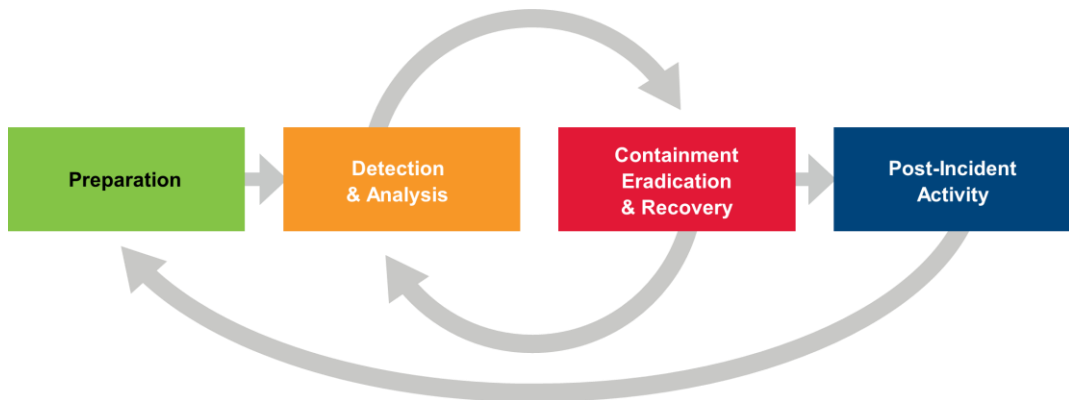 Preparation
Detection
& Analysis
Containment
Eradication
& Recovery
Post-Incident
Activity